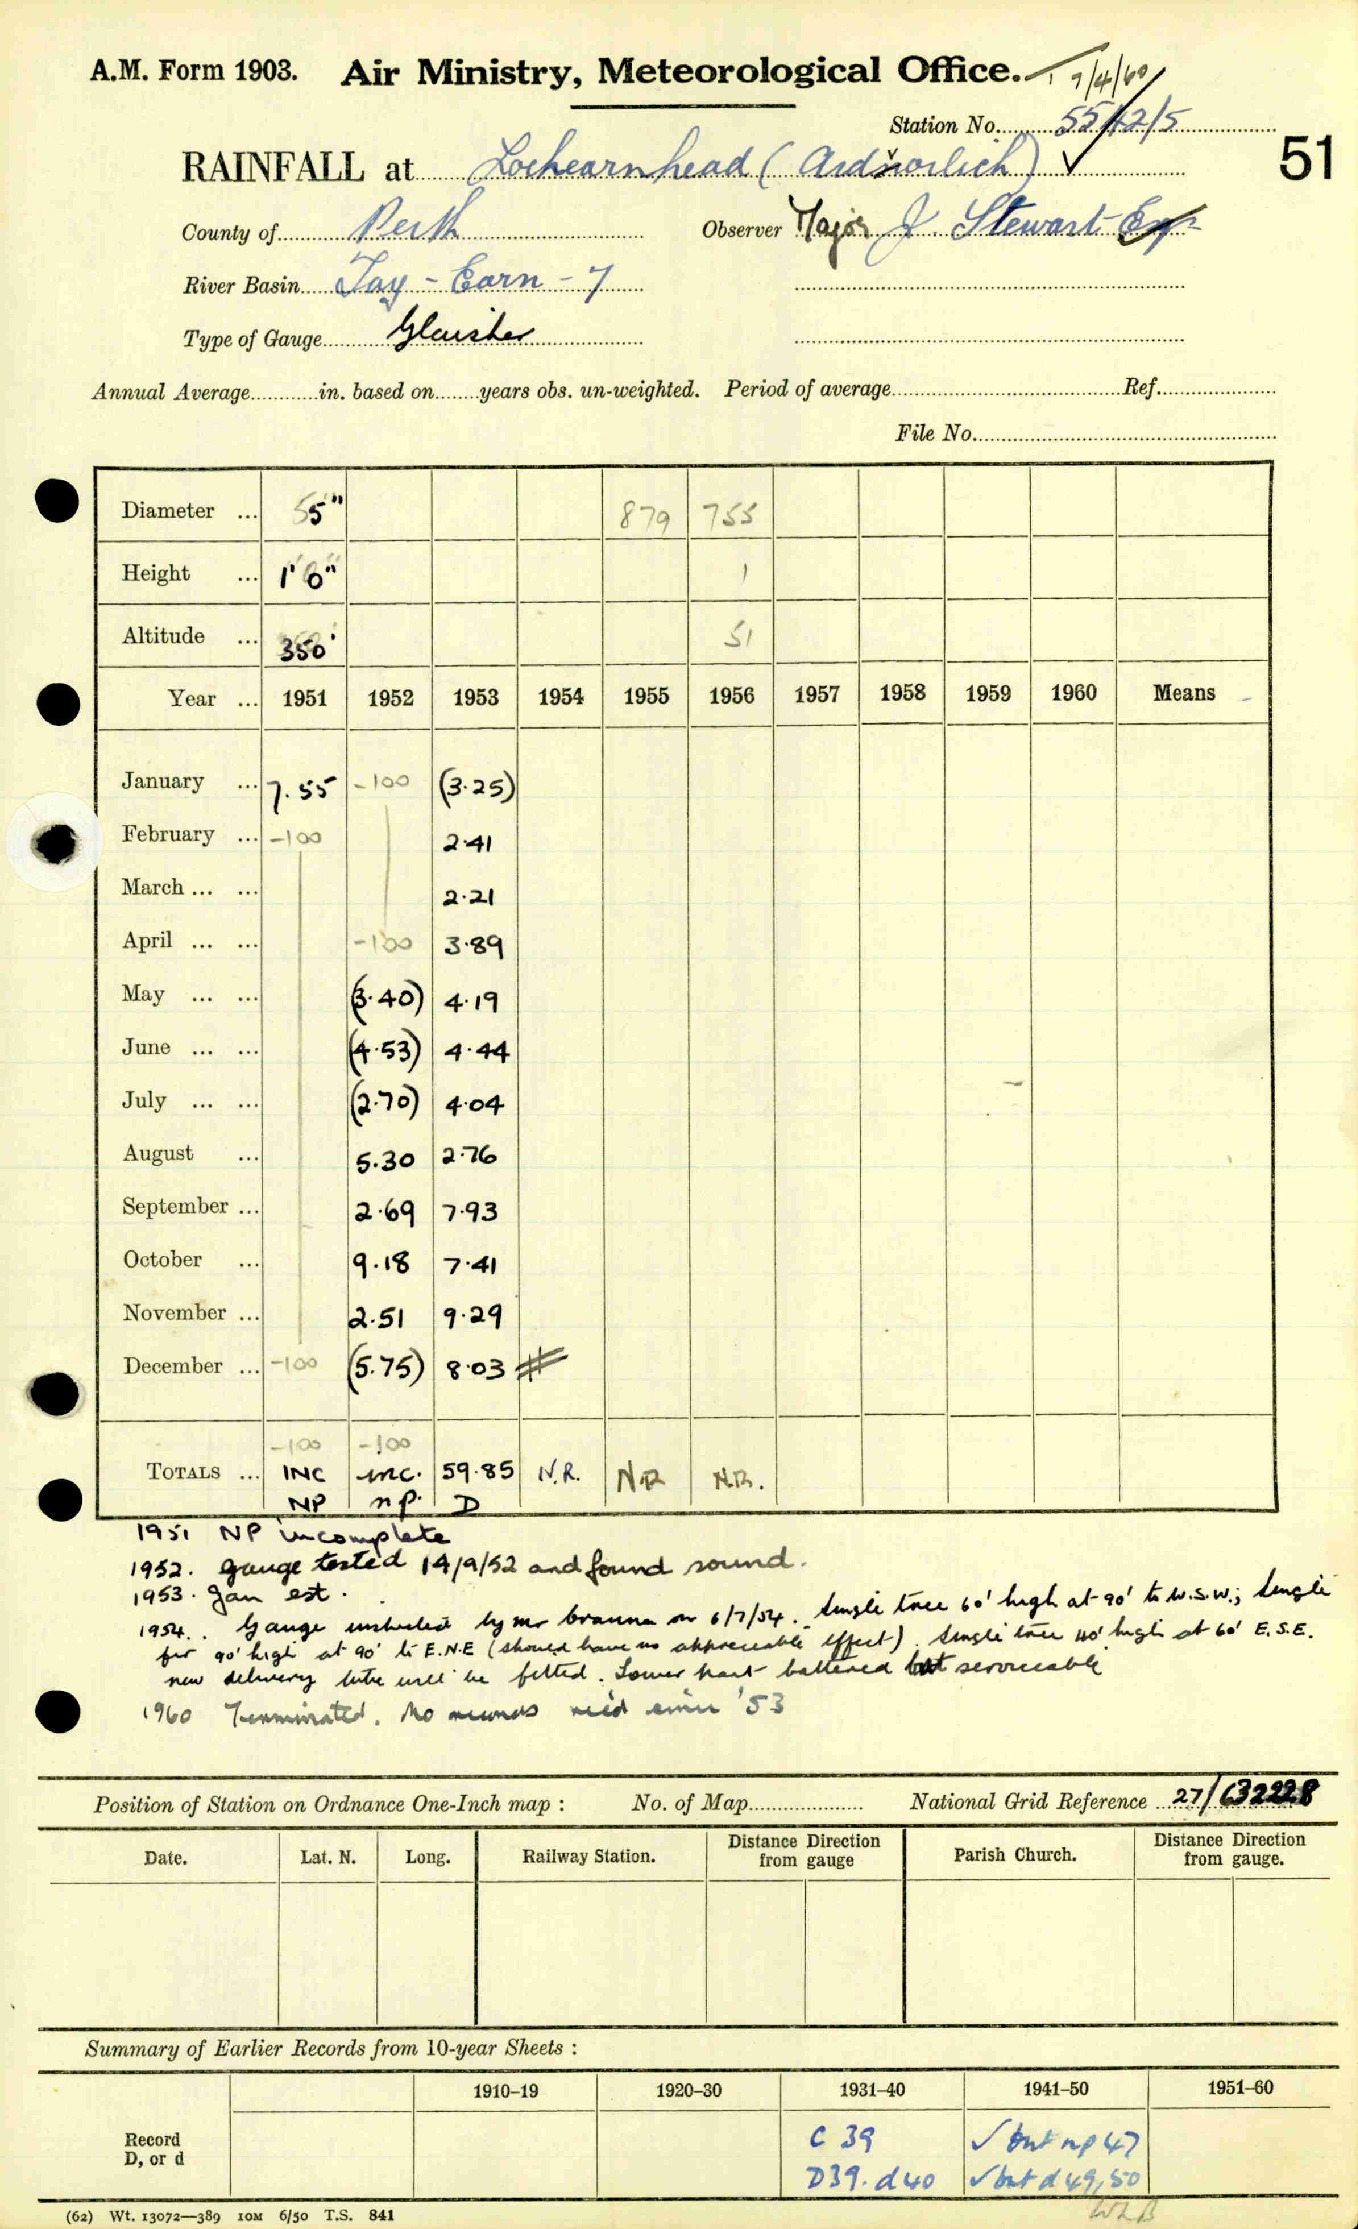 A.M. Form 1903. Air Ministry, Meteorological Office. 7/4/60
Station No. 55/12/5
51
RAINFALL at Lochearnhead (Ardvorlich) ✓
County of Perth Observer Major J. Stewart Esq
River Basin Tay - Earn - 7
Type of Gauge Glaisher
Annual Average in. based on years obs. un-weighted. Period of average Ref.
File No.
Diameter ... 5" 879 755
Height ... 1' 0" 1
Altitude ... 350' 51
Year ... 1951 1952 1953 1954 1955 1956 1957 1958 1959 1960 Means
January ... 7.55 -100 (3.25)
February ... -100 2.41
March ... ... 2.21
April ... ... -100 3.89
May ... ... (3.40) 4.19
June ... ... (4.53) 4.44
July ... ... (2.70) 4.04
August ... 5.30 2.76
September ... 2.69 7.93
October ... 9.18 7.41
November ... 2.51 9.29
December ... -100 (5.75) 8.03 #
-100 -100
TOTALS ... INC inc. 59.85 N.R. NR N.R.
NP np. D
1951 NP incomplete
1952. gauge tested 14/9/52 and found sound.
1953. Jan est.
1954. Gauge inspected by Mr on 6/7/54. Single tree 60' high at 90' to W.S.W.; Single
fir 90' high at 90' to E.N.E (should have no appreciable effect). Single tree 40' high at 60' E.S.E.
new delivery tube will be fitted. Lower part battered but serviceable
1960 Terminated. No records rec'd since '53
Position of Station on Ordnance One-Inch map : No. of Map National Grid Reference 27/632228
Date. Lat. N. Long. Railway Station. Distance Direction from gauge Parish Church. Distance Direction from gauge.
Summary of Earlier Records from 10-year Sheets :
1910–19 1920–30 1931–40 1941–50 1951–60
Record C 39 ✓ but np 47
D, or d D39. d40 ✓ but d 49, 50
(62) Wt. 13072—389 10M 6/50 T.S. 841